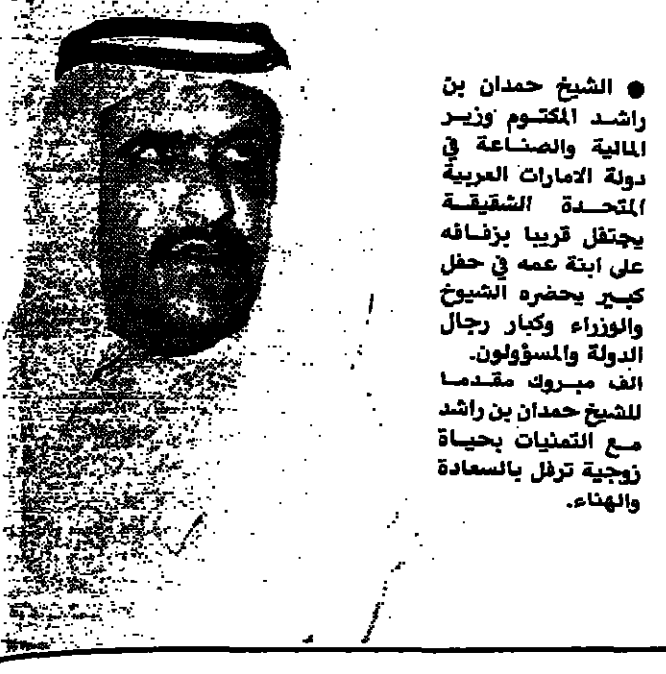 ● الشيخ حمدان بن
راشد المكتوم وزير
المالية والصناعة في
دولة الامارات العربية
المتحدة الشقيقة
يحتفل قريبا بزفافه
على ابنة عمه في حفل
كبير يحضره الشيوخ
والوزراء وكبار رجال
الدولة والمسؤولون.
الف مبروك مقدما
للشيخ حمدان بن راشد
مع التمنيات بحياة
زوجية ترفل بالسعادة
والهناء.